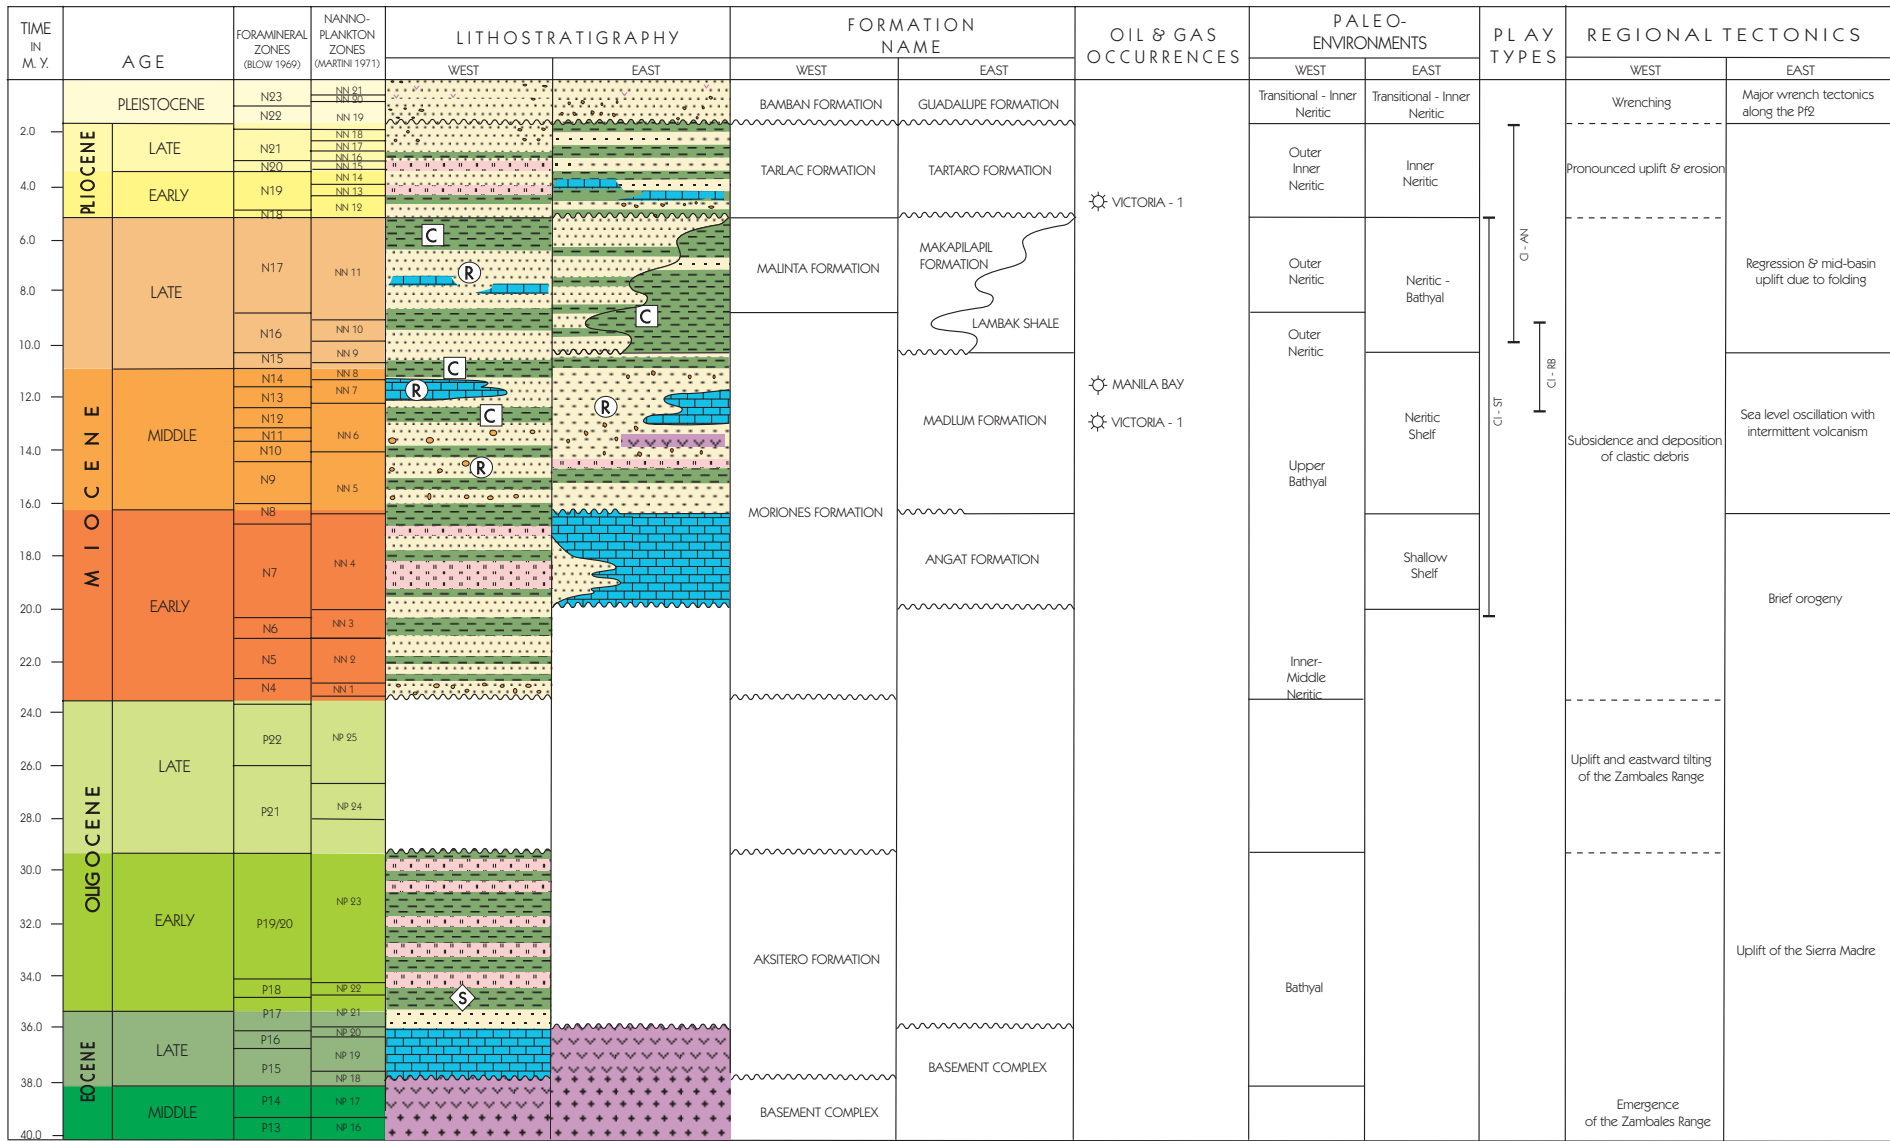 TIME
IN
M. Y.
AGE
FORAMINERAL
ZONES
(BLOW 1969)
NANNO-
PLANKTON
ZONES
(MARTINI 1971)
LITHOSTRATIGRAPHY
WEST
EAST
FORMATION
NAME
WEST
EAST
OIL & GAS
OCCURRENCES
PALEO-
ENVIRONMENTS
WEST
EAST
PLAY
TYPES
REGIONAL TECTONICS
WEST
EAST
2.0
4.0
6.0
8.0
10.0
12.0
14.0
16.0
18.0
20.0
22.0
24.0
26.0
28.0
30.0
32.0
34.0
36.0
38.0
40.0
PLEISTOCENE
PLIOCENE
LATE
EARLY
MIOCENE
LATE
MIDDLE
EARLY
OLIGOCENE
LATE
EARLY
EOCENE
LATE
MIDDLE
N23
N22
N21
N20
N19
N18
N17
N16
N15
N14
N13
N12
N11
N10
N9
N8
N7
N6
N5
N4
P22
P21
P19/20
P18
P17
P16
P15
P14
P13
NN 21
NN 20
NN 19
NN 18
NN 17
NN 16
NN 15
NN 14
NN 13
NN 12
NN 11
NN 10
NN 9
NN 8
NN 7
NN 6
NN 5
NN 4
NN 3
NN 2
NN 1
NP 25
NP 24
NP 23
NP 22
NP 21
NP 20
NP 19
NP 18
NP 17
NP 16
C
R
C
C
R
R
C
R
S
BAMBAN FORMATION
TARLAC FORMATION
MALINTA FORMATION
MORIONES FORMATION
AKSITERO FORMATION
BASEMENT COMPLEX
GUADALUPE FORMATION
TARTARO FORMATION
MAKAPILAPIL
FORMATION
LAMBAK SHALE
MADLUM FORMATION
ANGAT FORMATION
BASEMENT COMPLEX
VICTORIA - 1
MANILA BAY
VICTORIA - 1
Transitional - Inner
Neritic
Outer
Inner
Neritic
Outer
Neritic
Outer
Neritic
Upper
Bathyal
Inner-
Middle
Neritic
Bathyal
Transitional - Inner
Neritic
Inner
Neritic
Neritic -
Bathyal
Neritic
Shelf
Shallow
Shelf
CI - ST
CI - AN
CI - RB
Wrenching
Pronounced uplift & erosion
Subsidence and deposition
of clastic debris
Uplift and eastward tilting
of the Zambales Range
Emergence
of the Zambales Range
Major wrench tectonics
along the Pf2
Regression & mid-basin
uplift due to folding
Sea level oscillation with
intermittent volcanism
Brief orogeny
Uplift of the Sierra Madre